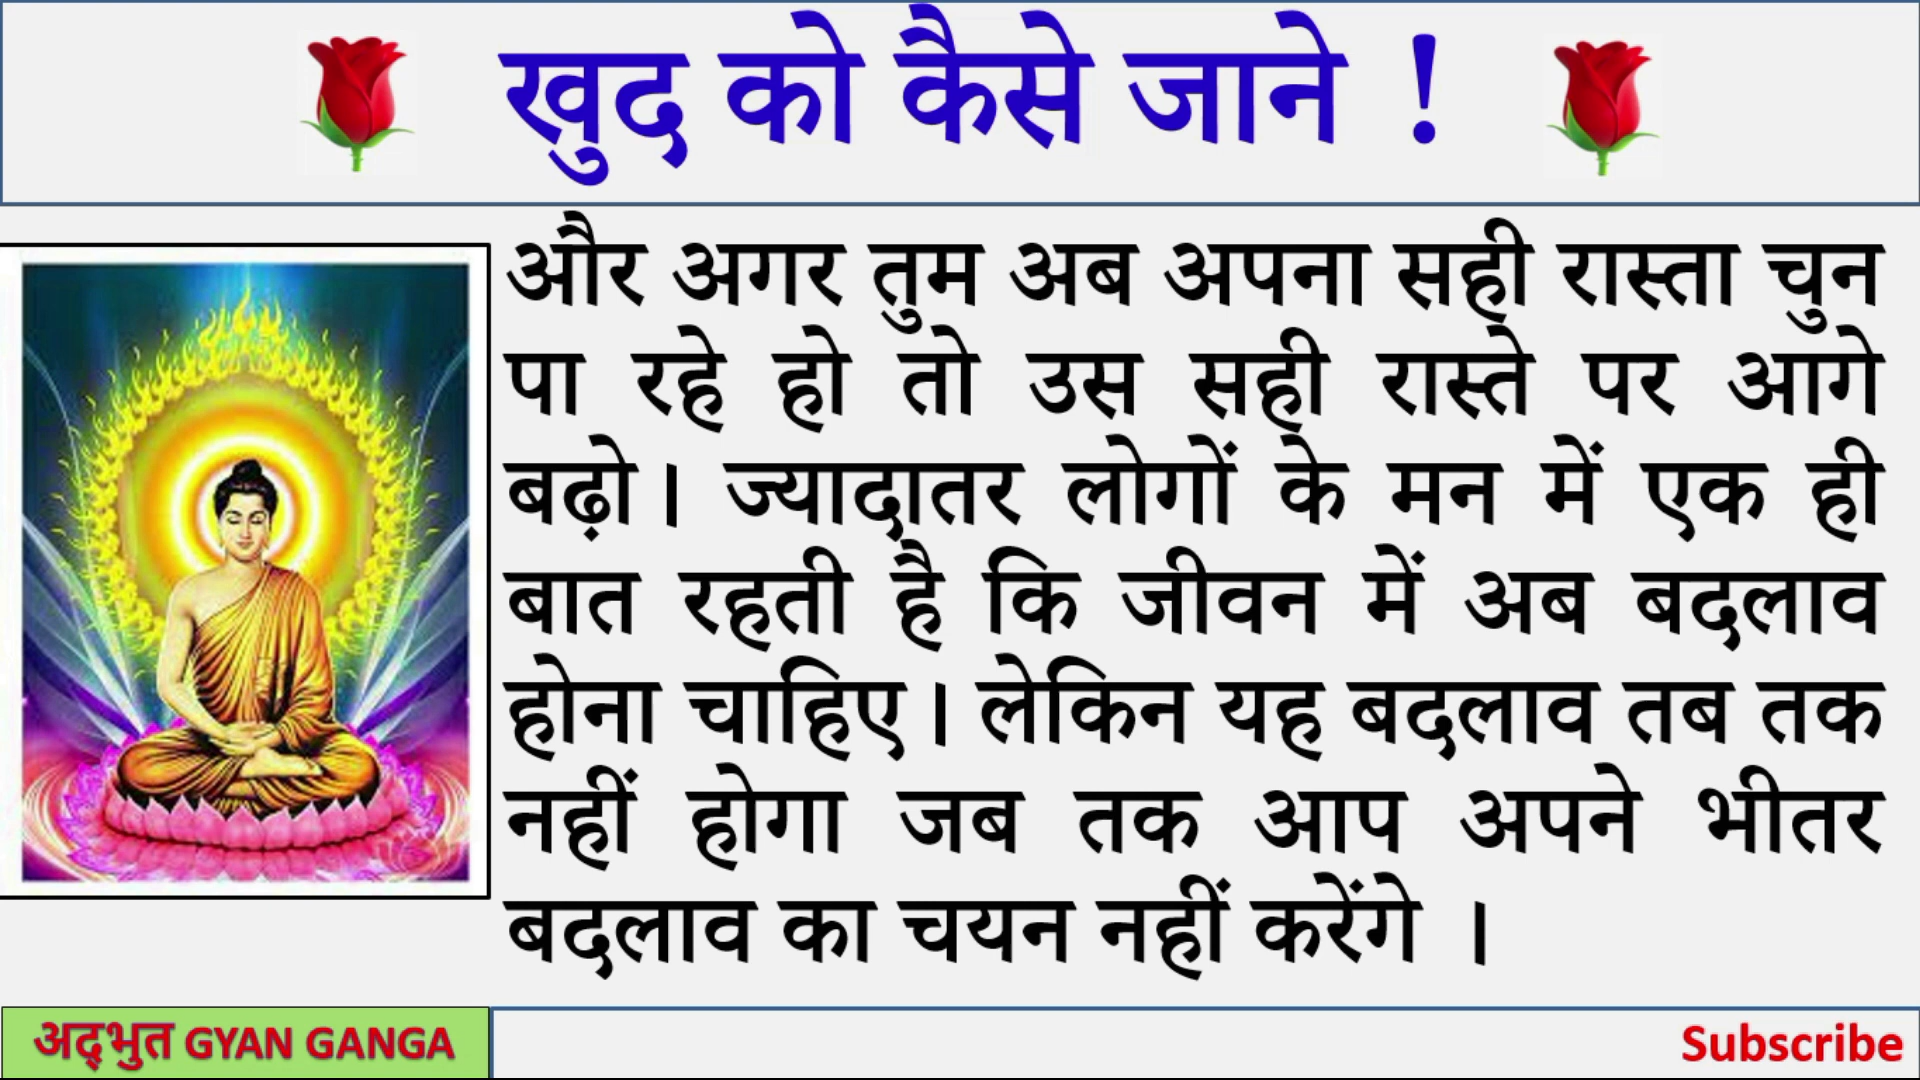 खुद को कैसे जाने !
और अगर तुम अब अपना सही रास्ता चुन
पा रहे हो तो उस सही रास्ते पर आगे
बढ़ो। ज्यादातर लोगों के मन में एक ही
बात रहती है कि जीवन में अब बदलाव
होना चाहिए। लेकिन यह बदलाव तब तक
नहीं होगा जब तक आप अपने भीतर
बदलाव का चयन नहीं करेंगे ।
अद्‌भुत GYAN GANGA
Subscribe